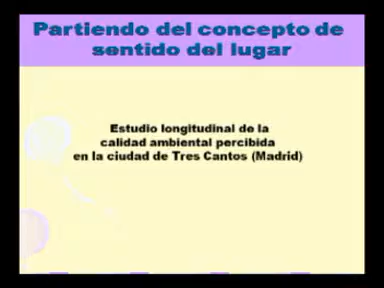 Partiendo del concepto de
sentido del lugar
Estudio longitudinal de la
calidad ambiental percibida
en la ciudad de Tres Cantos (Madrid)